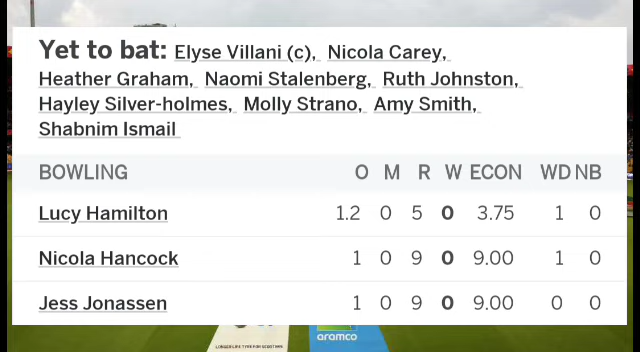 Yet to bat: Elyse Villani (c), Nicola Carey,
Heather Graham, Naomi Stalenberg, Ruth Johnston,
Hayley Silver-holmes, Molly Strano, Amy Smith,
Shabnim Ismail
BOWLING O M R W ECON WD NB
Lucy Hamilton 1.2 0 5 0 3.75 1 0
Nicola Hancock 1 0 9 0 9.00 1 0
Jess Jonassen 1 0 9 0 9.00 0 0
aramco